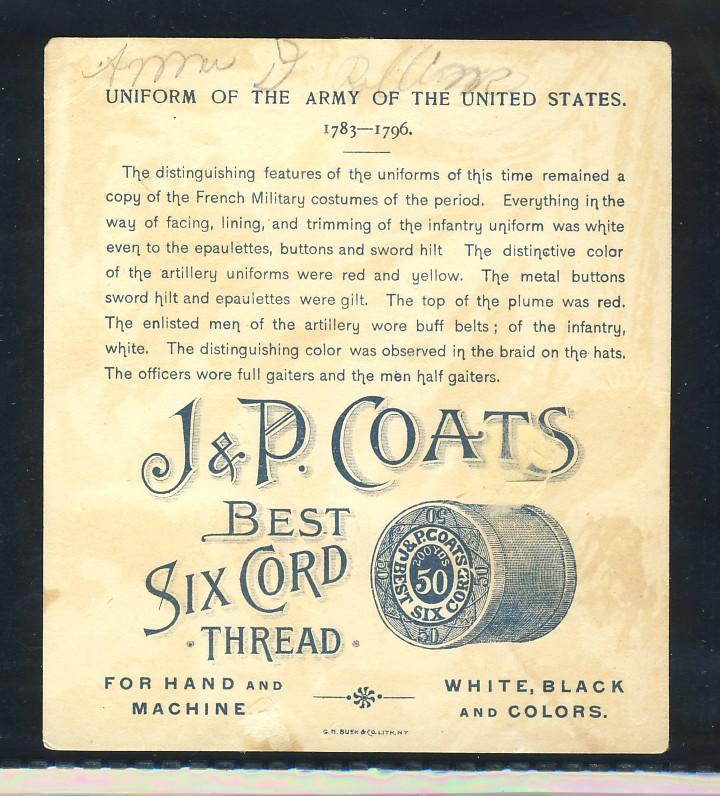 UNIFORM OF THE ARMY OF THE UNITED STATES.
1783—1796.
The distinguishing features of the uniforms of this time remained a
copy of the French Military costumes of the period. Everything in the
way of facing, lining, and trimming of the infantry uniform was white
even to the epaulettes, buttons and sword hilt The distinctive color
of the artillery uniforms were red and yellow. The metal buttons
sword hilt and epaulettes were gilt. The top of the plume was red.
The enlisted men of the artillery wore buff belts; of the infantry,
white. The distinguishing color was observed in the braid on the hats.
The officers wore full gaiters and the men half gaiters.
J & P. COATS
BEST
SIX CORD
THREAD
50
J.&P.COATS
200 YDS
50
BEST SIX CORD
50
50
50
FOR HAND AND
MACHINE
WHITE, BLACK
AND COLORS.
G. H. BUEK & CO. LITH. N.Y